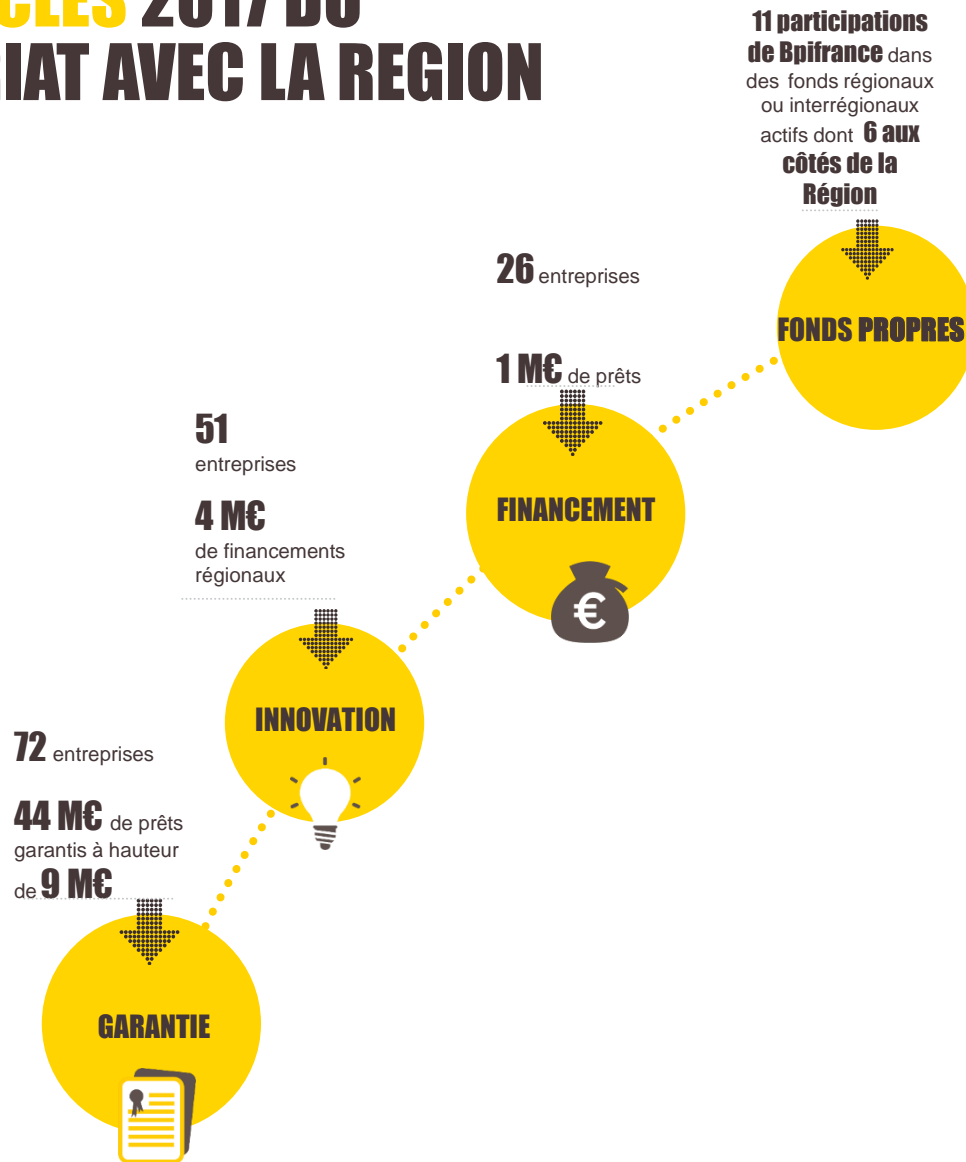 CLÉS 2017 DU
IAT AVEC LA REGION
11 participations
de Bpifrance dans
des fonds régionaux
ou interrégionaux
actifs dont 6 aux
côtés de la
Région
FONDS PROPRES
26 entreprises
1 M€ de prêts
FINANCEMENT
€
51
entreprises
4 M€
de financements
régionaux
INNOVATION
72 entreprises
44 M€ de prêts
garantis à hauteur
de 9 M€
GARANTIE